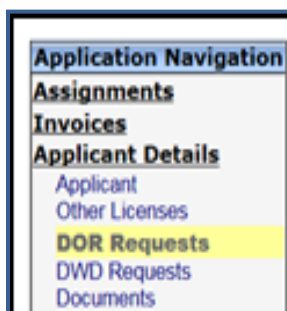 Application Navigation
Assignments
Invoices
Applicant Details
Applicant
Other Licenses
DOR Requests
DWD Requests
Documents